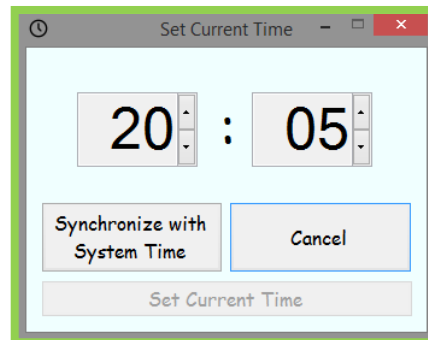 Set Current Time
20 : 05
Synchronize with
System Time
Cancel
Set Current Time